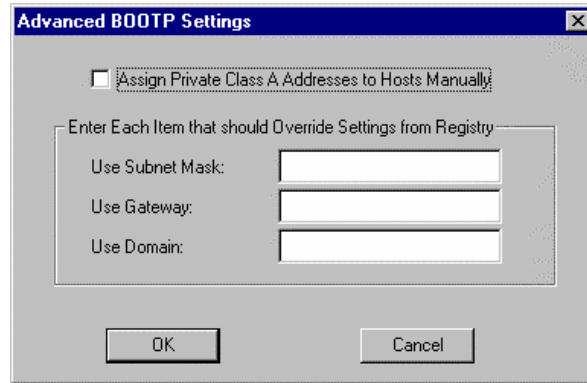 Advanced BOOTP Settings
Assign Private Class A Addresses to Hosts Manually
Enter Each Item that should Override Settings from Registry
Use Subnet Mask:
Use Gateway:
Use Domain:
OK
Cancel